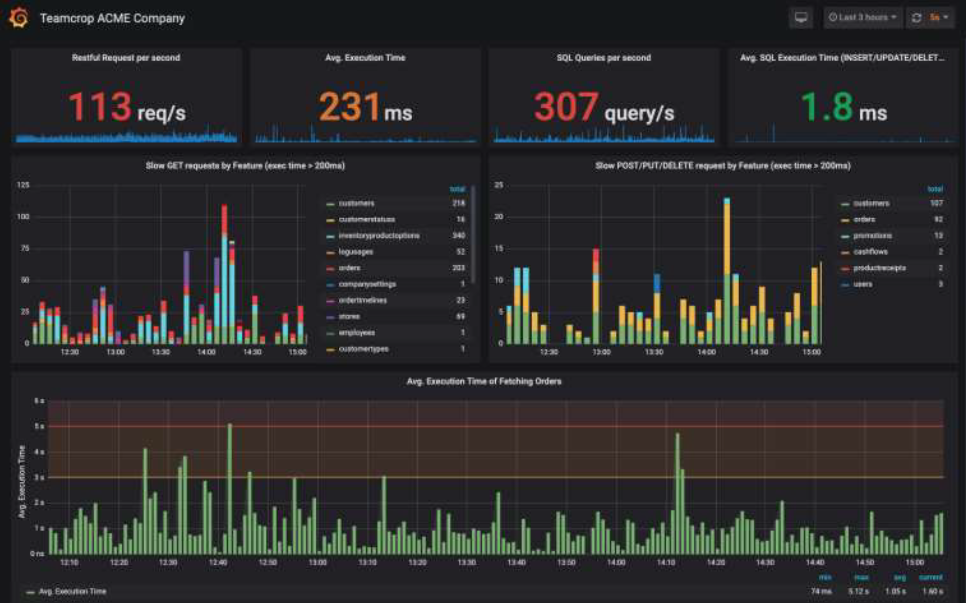 Teamcrop ACME Company
Last 3 hours
5s
Restful Request per second
113 req/s
Avg. Execution Time
231 ms
SQL Queries per second
307 query/s
Avg. SQL Execution Time (INSERT/UPDATE/DELET...
1.8 ms
Slow GET requests by Feature (exec time > 200ms)
125
100
75
50
25
0
12:30 13:00 13:30 14:00 14:30 15:00
total
customers 218
customerstatuss 16
inventoryproductoptions 340
logusages 52
orders 203
companysettings 1
ordertimelines 23
stores 69
employees 1
customertypes 1
Slow POST/PUT/DELETE request by Feature (exec time > 200ms)
25
20
15
10
5
0
12:30 13:00 13:30 14:00 14:30 15:00
total
customers 107
orders 92
promotions 13
cashflows 2
productreceipts 2
users 3
Avg. Execution Time of Fetching Orders
Avg. Execution Time
6 s
5 s
4 s
3 s
2 s
1 s
0 ns
12:10 12:20 12:30 12:40 12:50 13:00 13:10 13:20 13:30 13:40 13:50 14:00 14:10 14:20 14:30 14:40 14:50 15:00
min max avg current
Avg. Execution Time 74 ms 5.12 s 1.05 s 1.60 s